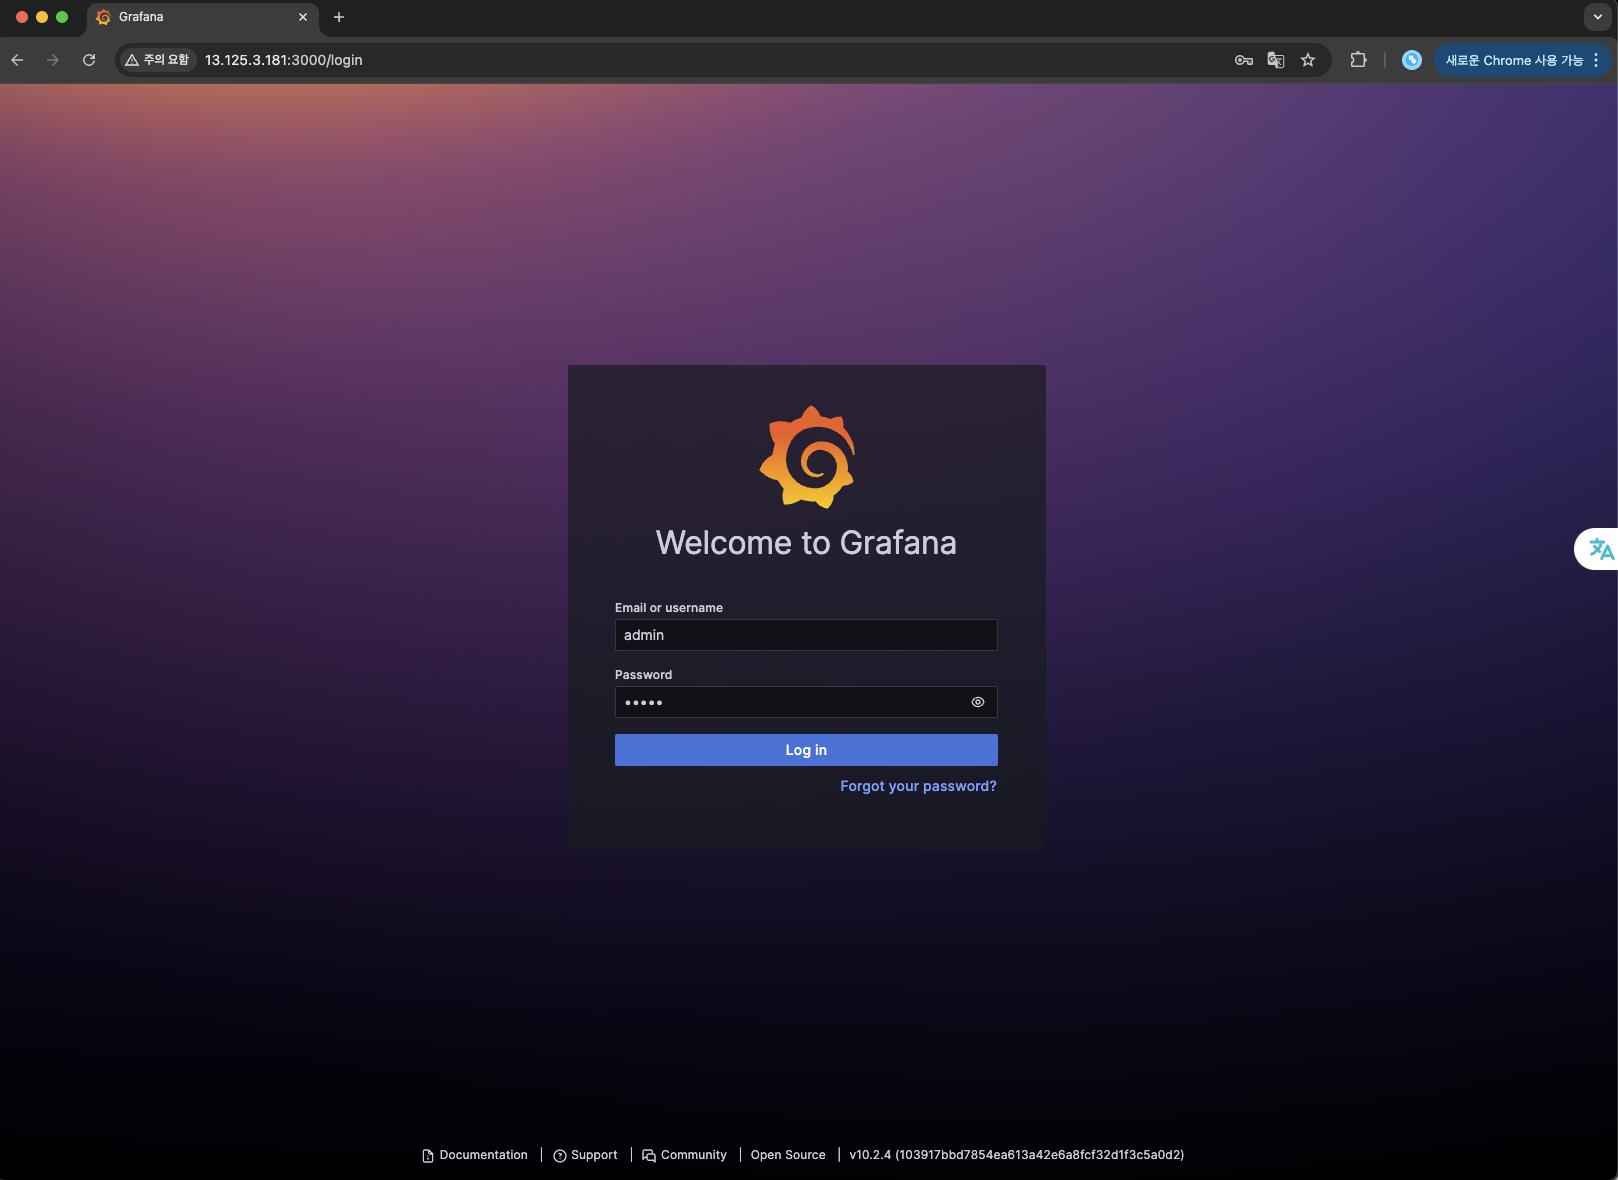 Grafana
주의 요함 13.125.3.181:3000/login 새로운 Chrome 사용 가능
Welcome to Grafana
Email or username
admin
Password
•••••
Log in
Forgot your password?
Documentation | Support | Community | Open Source | v10.2.4 (103917bbd7854ea613a42e6a8fcf32d1f3c5a0d2)